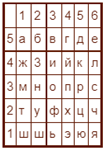 1 2 3 4 5 6
5 а б в г д е
4 ж З и й к л
3 м н о п р с
2 т у ф х ц ч
1 ш щ ы э ю я